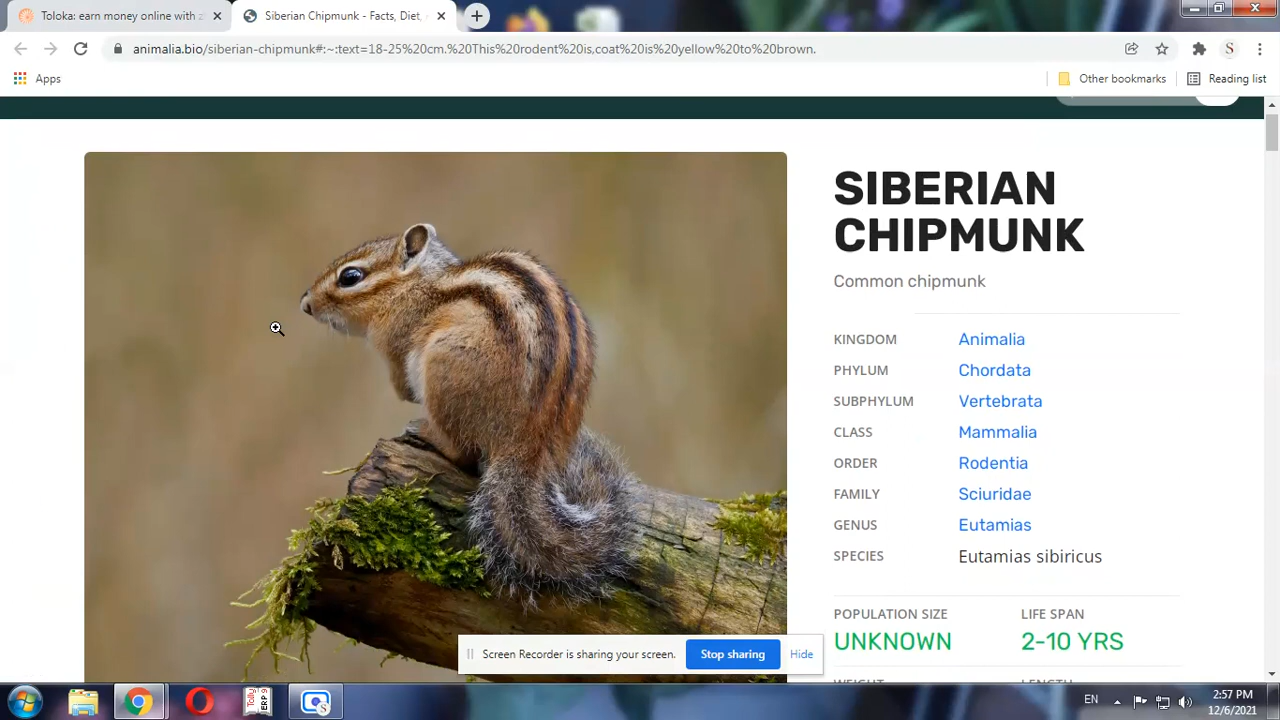 Toloka: earn money online with z
Siberian Chipmunk - Facts, Diet,
animalia.bio/siberian-chipmunk#:~:text=18-25%20cm.%20This%20rodent%20is,coat%20is%20yellow%20to%20brown.
S
Apps
Other bookmarks
Reading list
SIBERIAN
CHIPMUNK
Common chipmunk
KINGDOM Animalia
PHYLUM Chordata
SUBPHYLUM Vertebrata
CLASS Mammalia
ORDER Rodentia
FAMILY Sciuridae
GENUS Eutamias
SPECIES Eutamias sibiricus
POPULATION SIZE LIFE SPAN
UNKNOWN 2-10 YRS
Screen Recorder is sharing your screen.
Stop sharing
Hide
Tally
ERP 9
S
EN
2:57 PM
12/6/2021